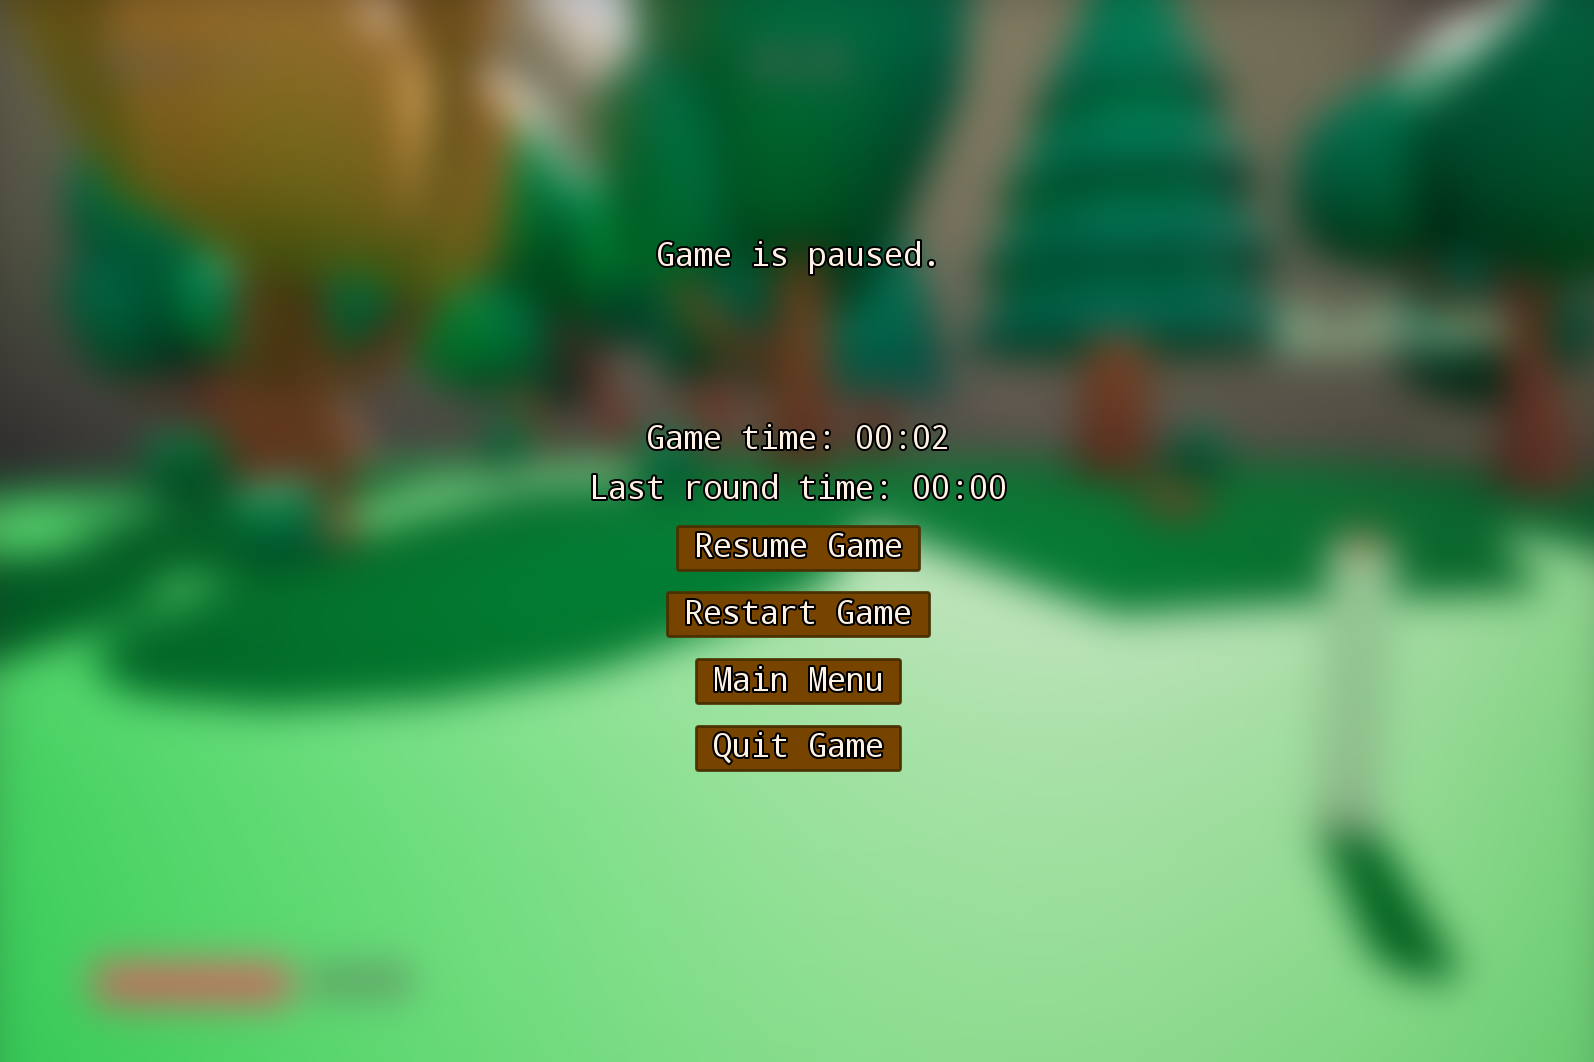 Game is paused.
Game time: 00:02
Last round time: 00:00
Resume Game
Restart Game
Main Menu
Quit Game